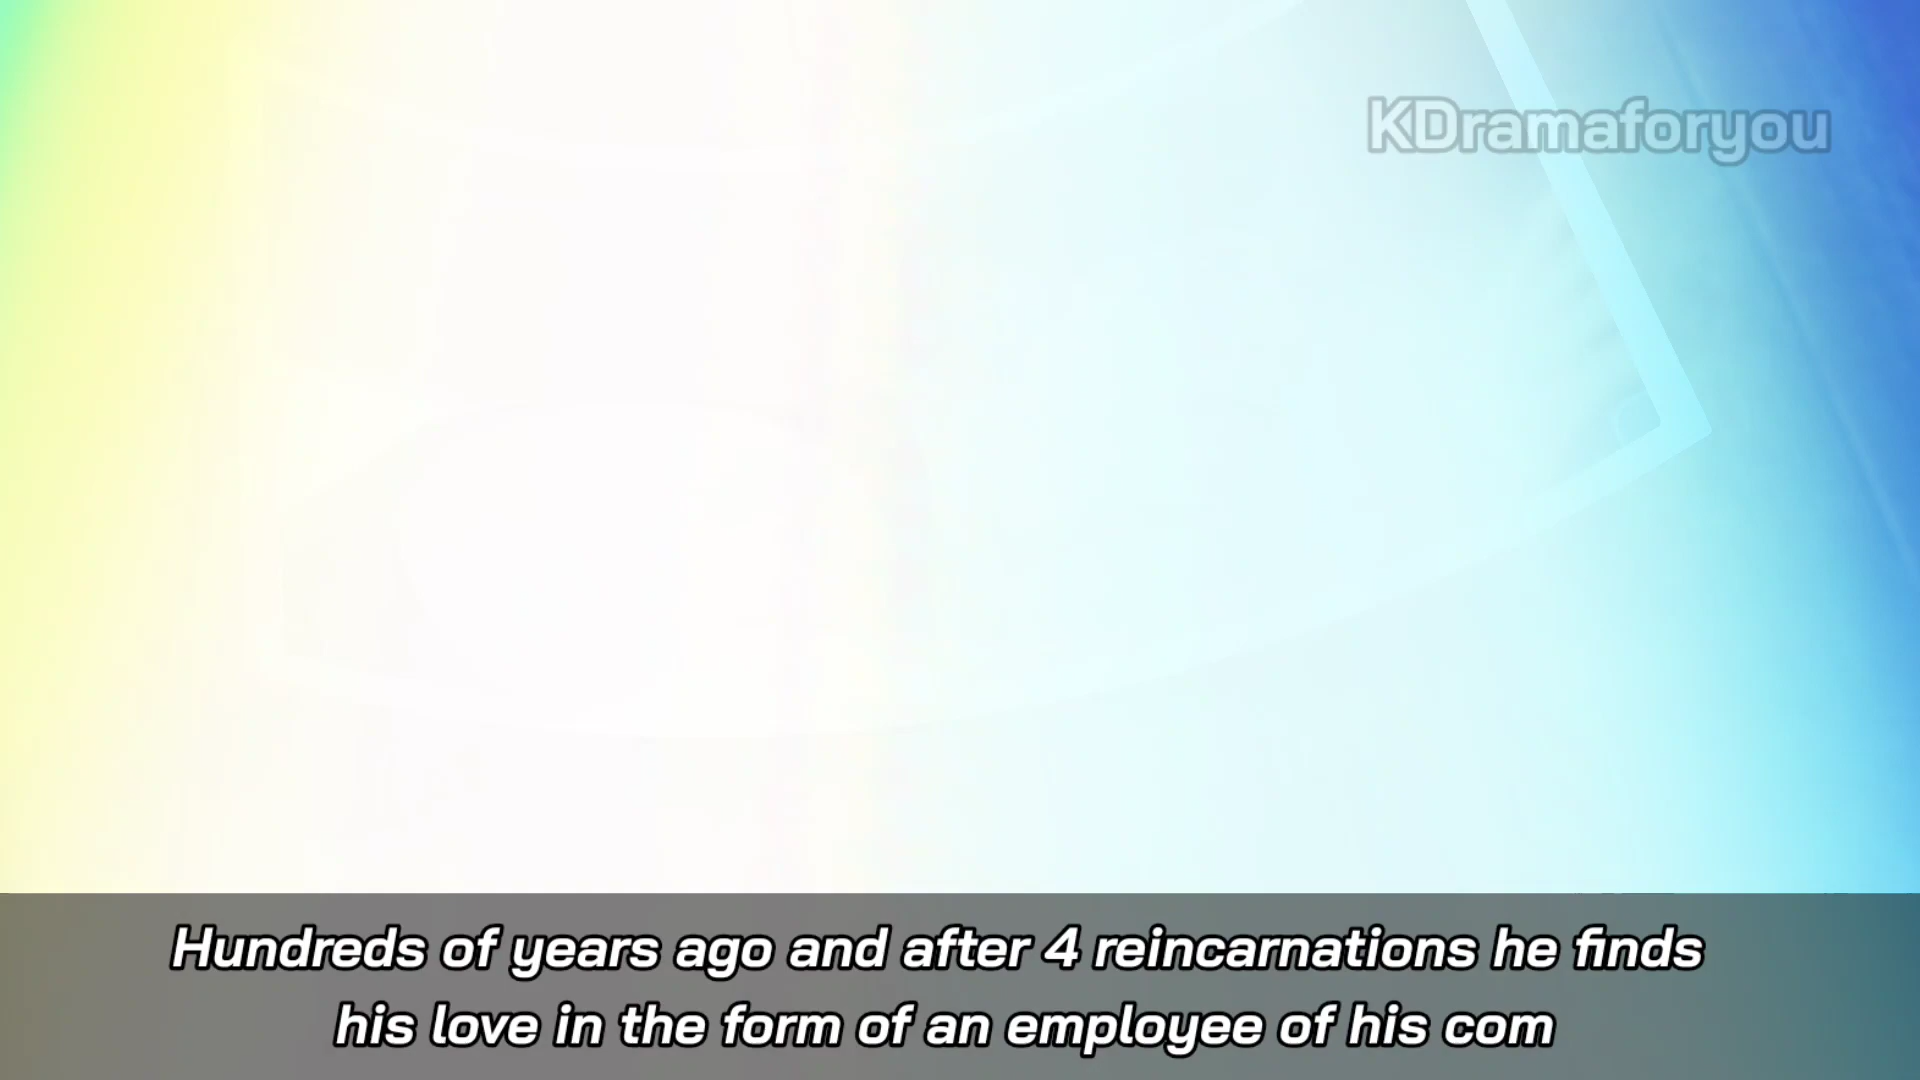 KDramaforyou
Hundreds of years ago and after 4 reincarnations he finds
his love in the form of an employee of his com